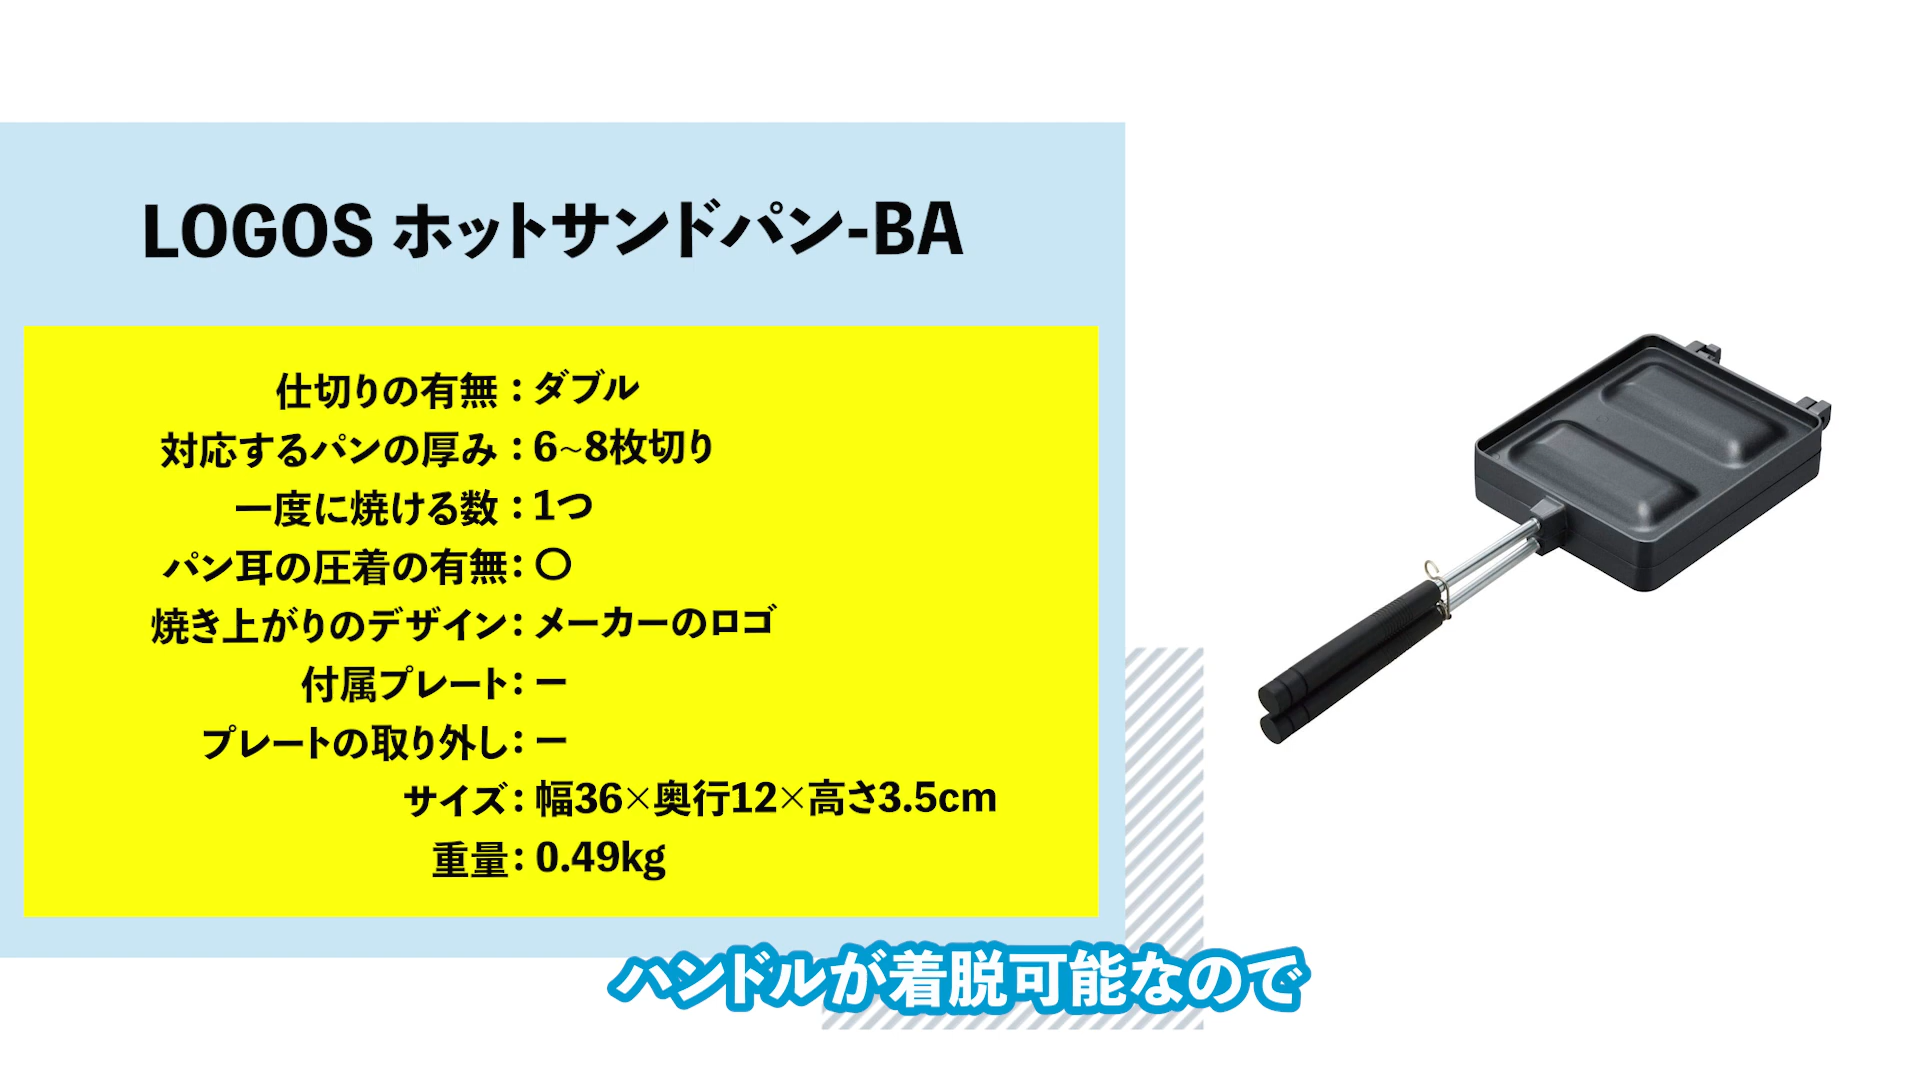 LOGOS ホットサンドパン-BA
仕切りの有無：ダブル
対応するパンの厚み：6~8枚切り
一度に焼ける数：1つ
パン耳の圧着の有無：〇
焼き上がりのデザイン：メーカーのロゴ
付属プレート：ー
プレートの取り外し：ー
サイズ：幅36×奥行12×高さ3.5cm
重量：0.49kg
ハンドルが着脱可能なので